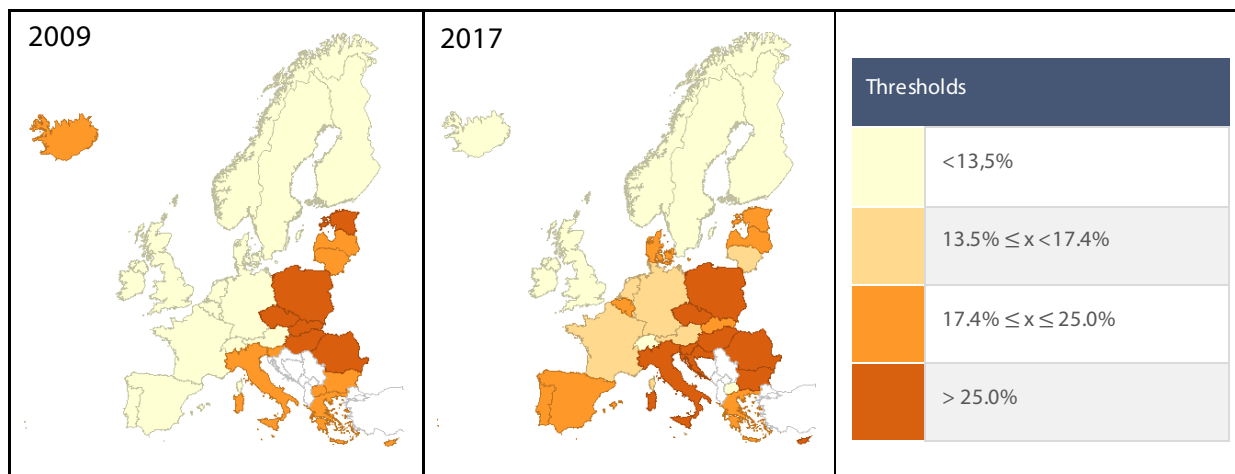 2009
2017
Thresholds
<13,5%
13.5% ≤ x <17.4%
17.4% ≤ x ≤ 25.0%
> 25.0%